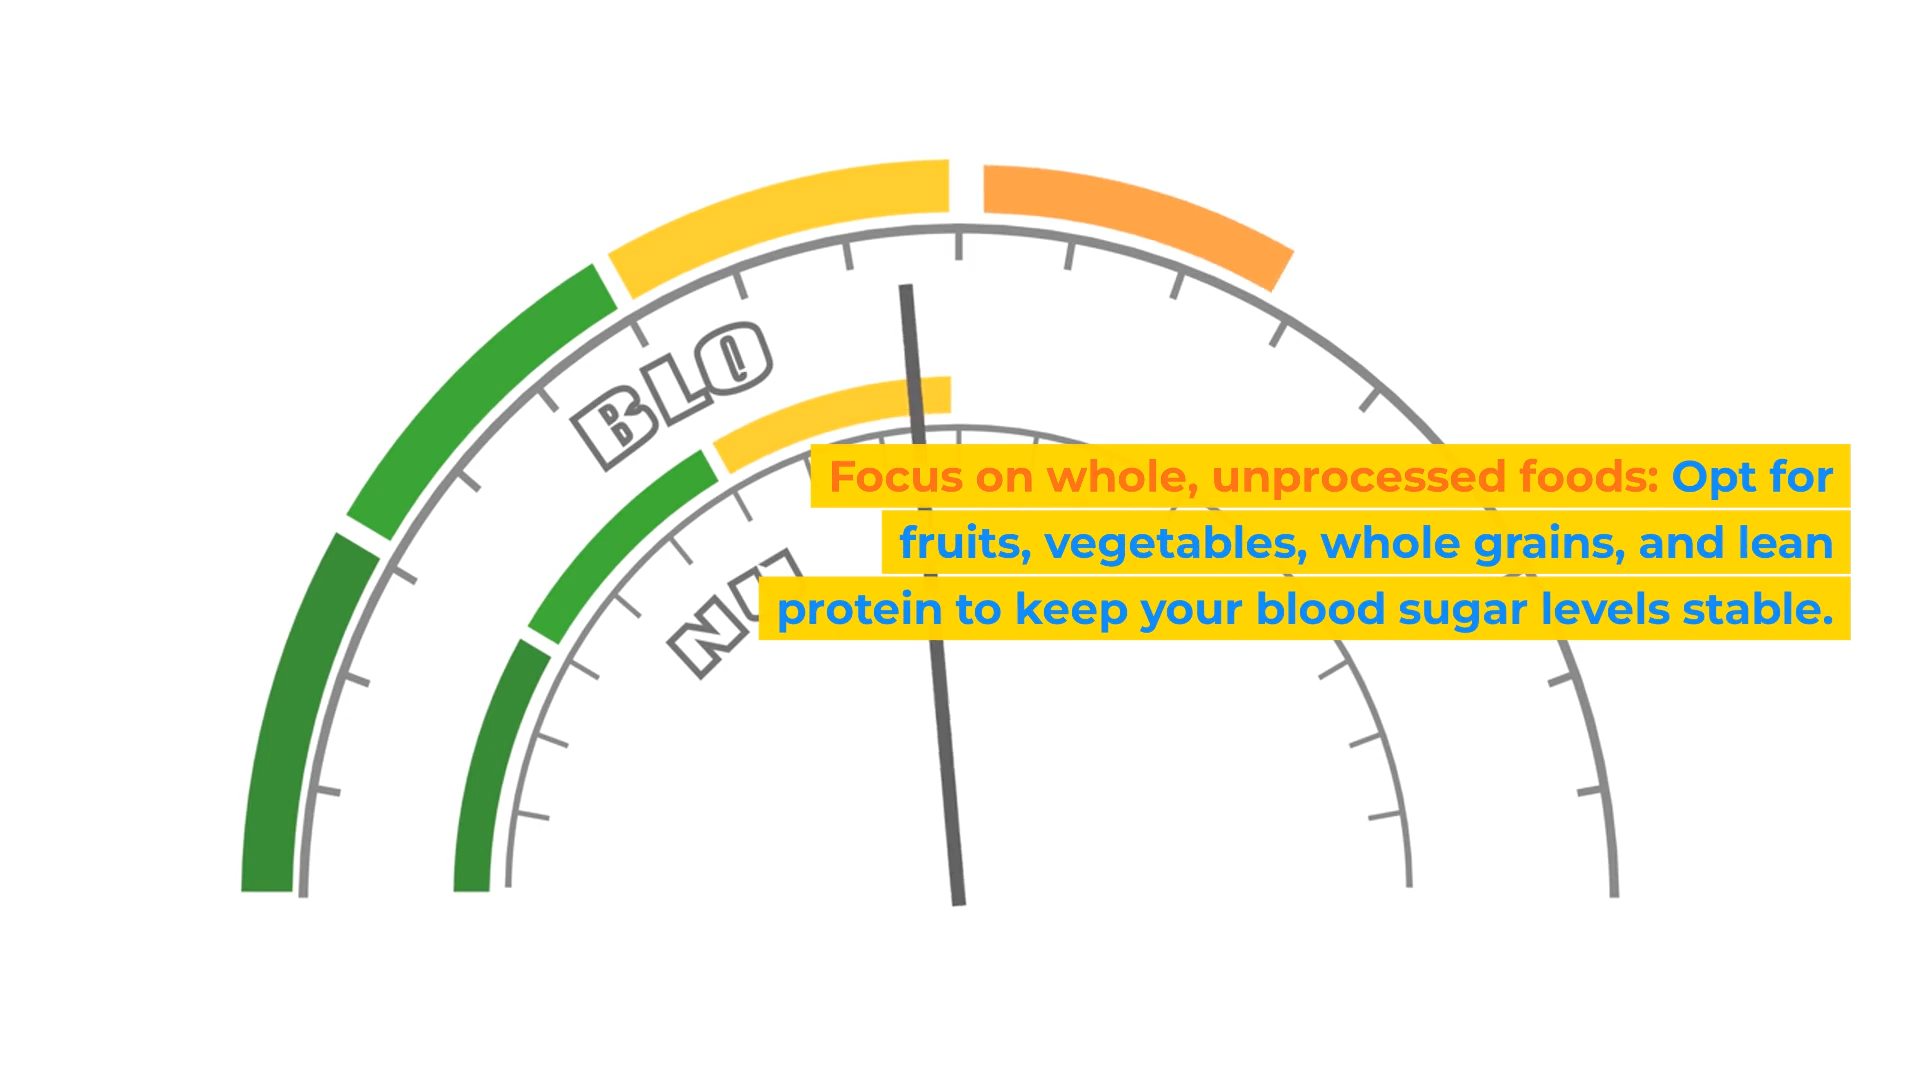 BLO
Focus on whole, unprocessed foods: Opt for
fruits, vegetables, whole grains, and lean
protein to keep your blood sugar levels stable.